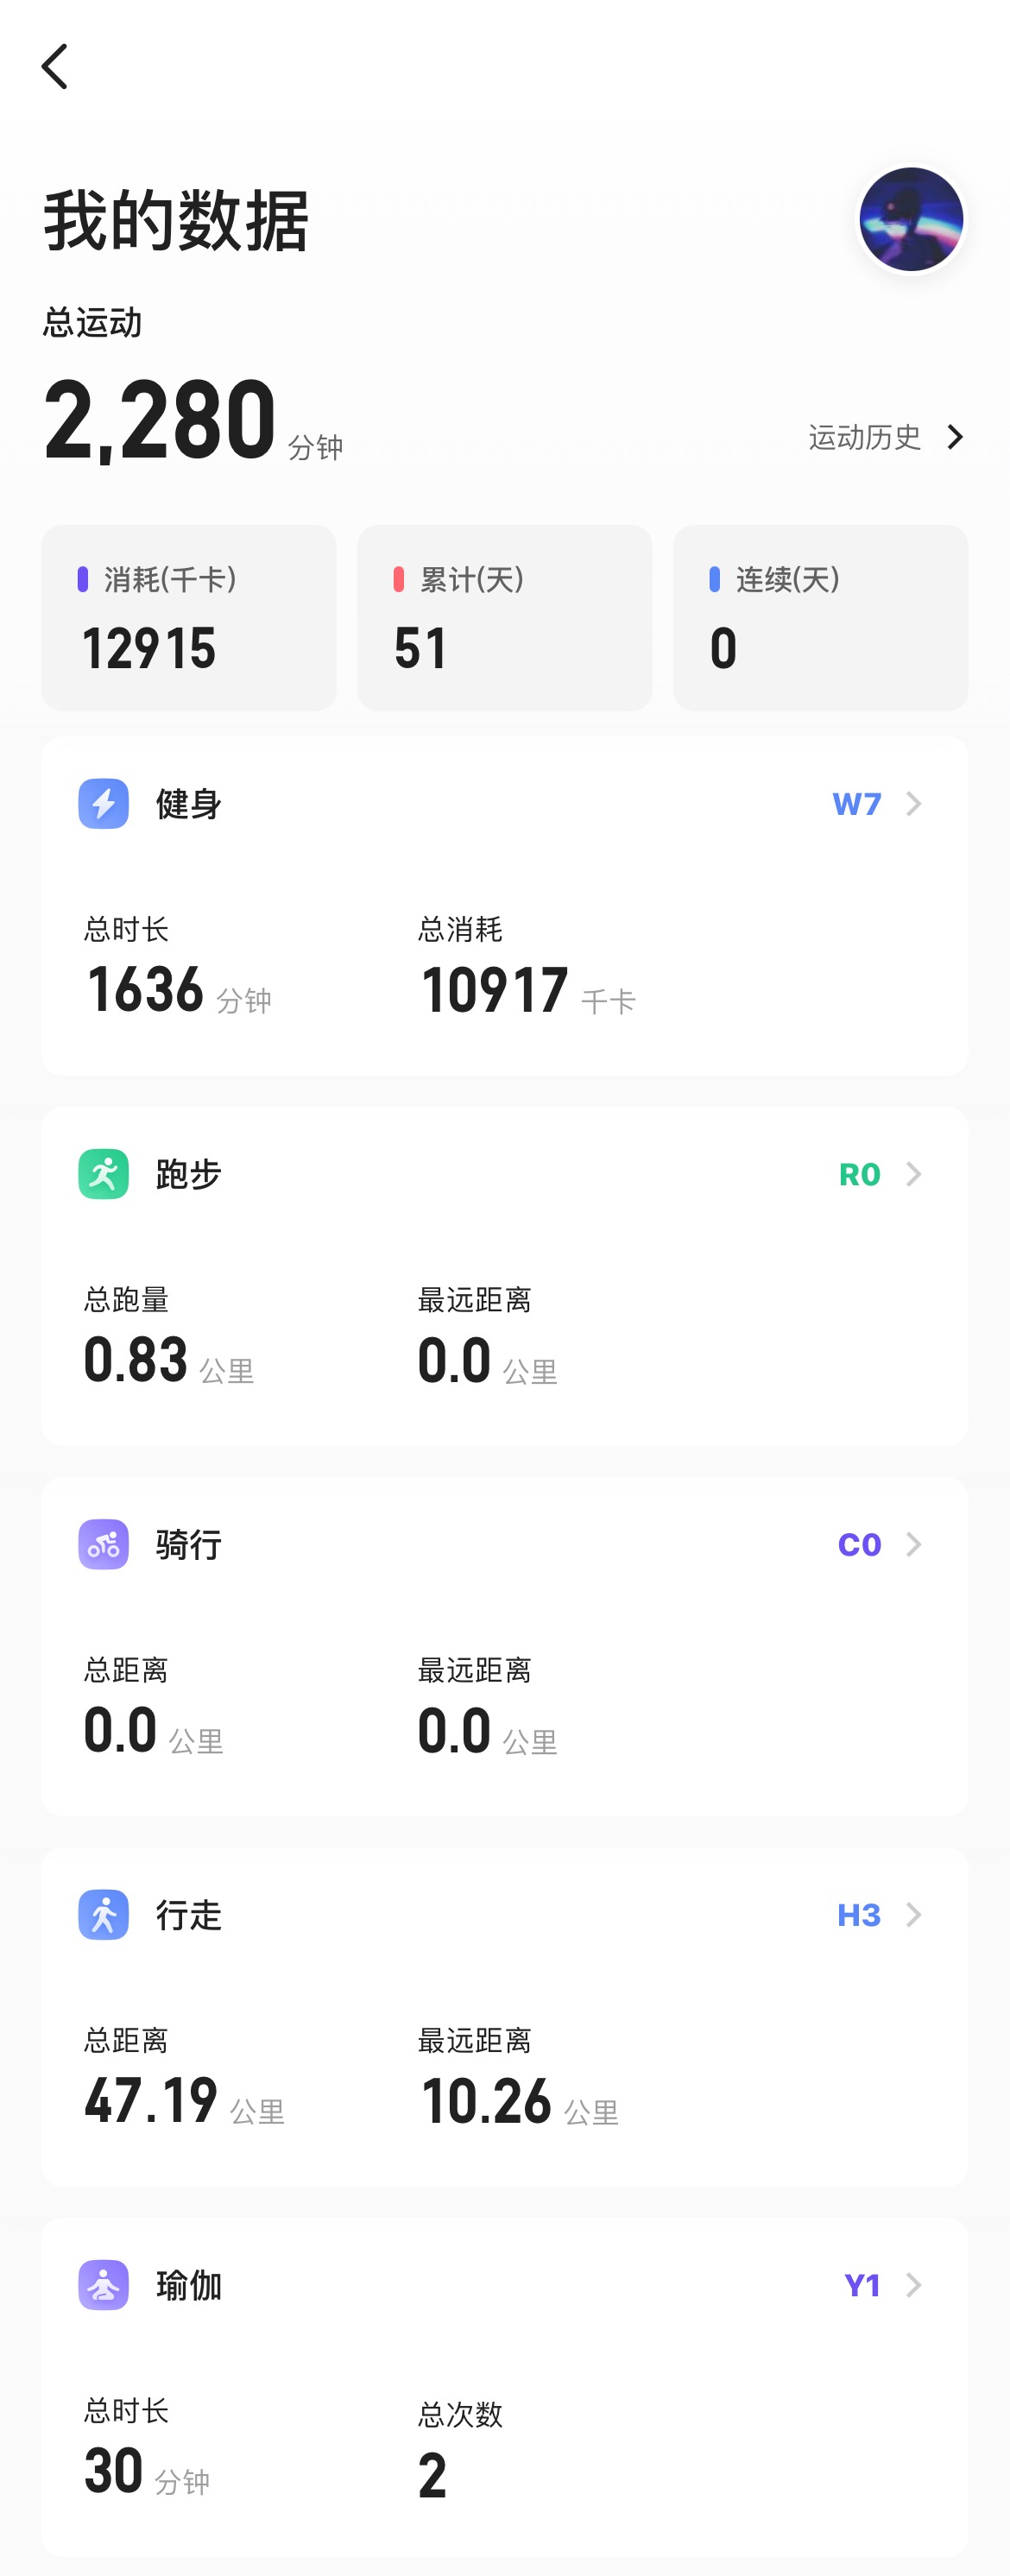 我的数据
总运动
2,280 分钟
运动历史
消耗(千卡) 累计(天) 连续(天)
12915 51 0
健身 W7
总时长 总消耗
1636 分钟 10917 千卡
跑步 R0
总跑量 最远距离
0.83 公里 0.0 公里
骑行 C0
总距离 最远距离
0.0 公里 0.0 公里
行走 H3
总距离 最远距离
47.19 公里 10.26 公里
瑜伽 Y1
总时长 总次数
30 分钟 2